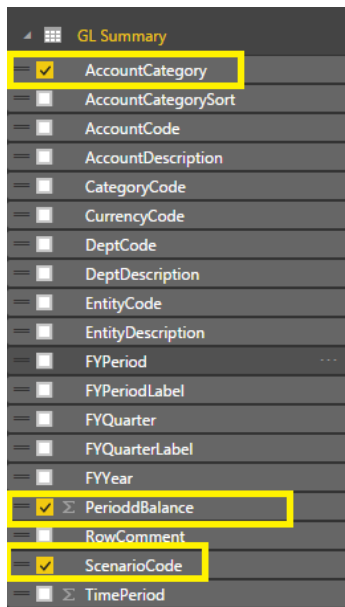 GL Summary
AccountCategory
AccountCategorySort
AccountCode
AccountDescription
CategoryCode
CurrencyCode
DeptCode
DeptDescription
EntityCode
EntityDescription
FYPeriod ...
FYPeriodLabel
FYQuarter
FYQuarterLabel
FYYear
Σ PerioddBalance
RowComment
ScenarioCode
Σ TimePeriod